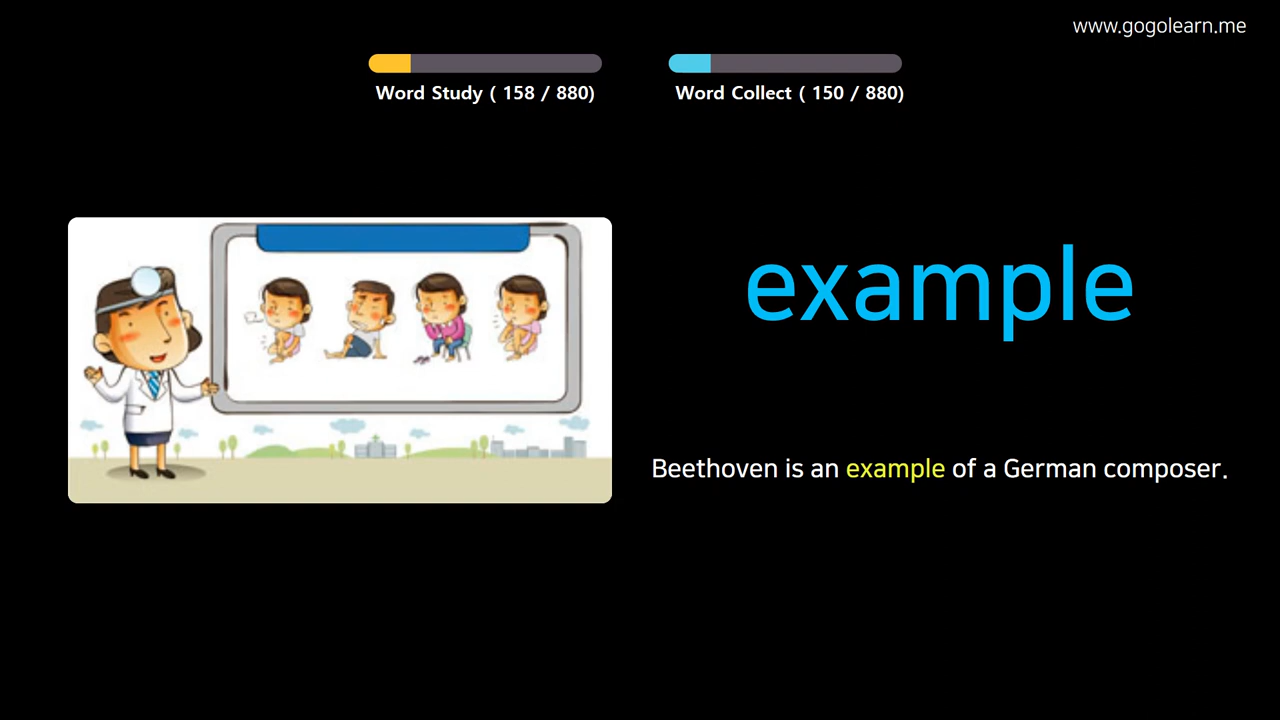 www.gogolearn.me
Word Study ( 158 / 880)
Word Collect ( 150 / 880)
example
Beethoven is an example of a German composer.